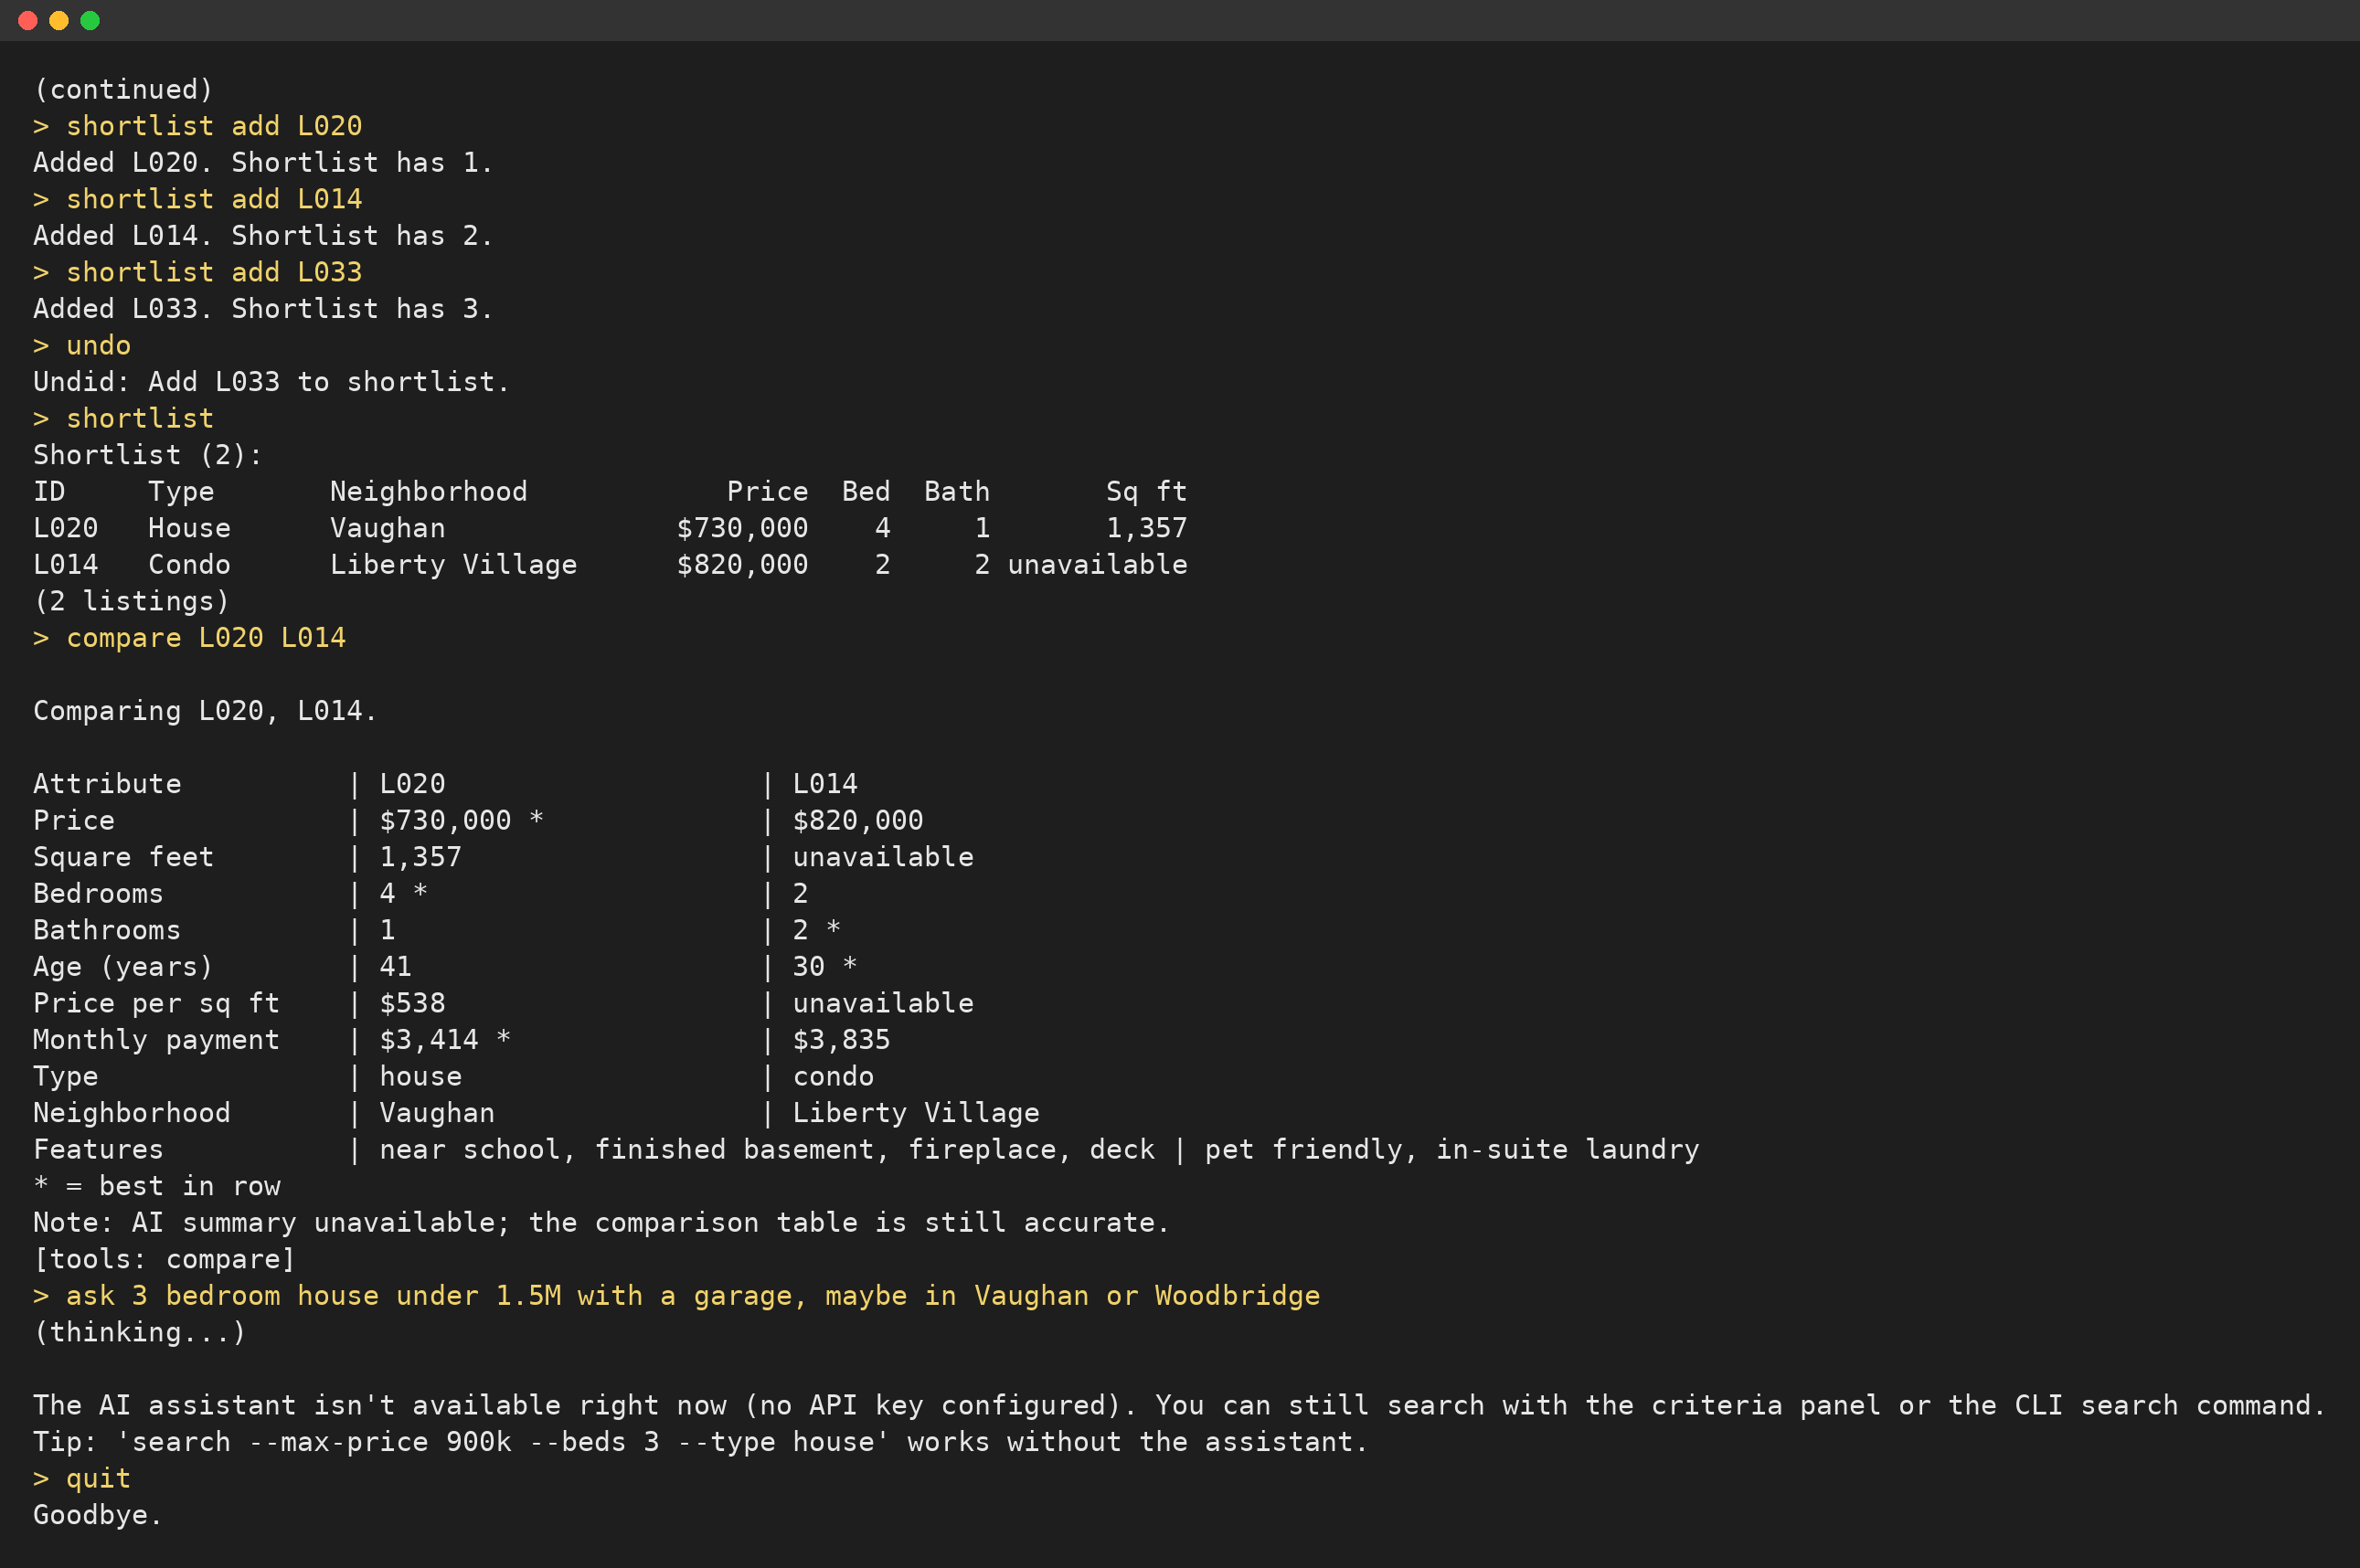 (continued)
> shortlist add L020
Added L020. Shortlist has 1.
> shortlist add L014
Added L014. Shortlist has 2.
> shortlist add L033
Added L033. Shortlist has 3.
> undo
Undid: Add L033 to shortlist.
> shortlist
Shortlist (2):
ID     Type       Neighborhood            Price  Bed  Bath       Sq ft
L020   House      Vaughan              $730,000    4     1       1,357
L014   Condo      Liberty Village      $820,000    2     2 unavailable
(2 listings)
> compare L020 L014
Comparing L020, L014.
Attribute          | L020                   | L014
Price              | $730,000 *             | $820,000
Square feet        | 1,357                  | unavailable
Bedrooms           | 4 *                    | 2
Bathrooms          | 1                      | 2 *
Age (years)        | 41                     | 30 *
Price per sq ft    | $538                   | unavailable
Monthly payment    | $3,414 *               | $3,835
Type               | house                  | condo
Neighborhood       | Vaughan                | Liberty Village
Features           | near school, finished basement, fireplace, deck | pet friendly, in-suite laundry
* = best in row
Note: AI summary unavailable; the comparison table is still accurate.
[tools: compare]
> ask 3 bedroom house under 1.5M with a garage, maybe in Vaughan or Woodbridge
(thinking...)
The AI assistant isn't available right now (no API key configured). You can still search with the criteria panel or the CLI search command.
Tip: 'search --max-price 900k --beds 3 --type house' works without the assistant.
> quit
Goodbye.